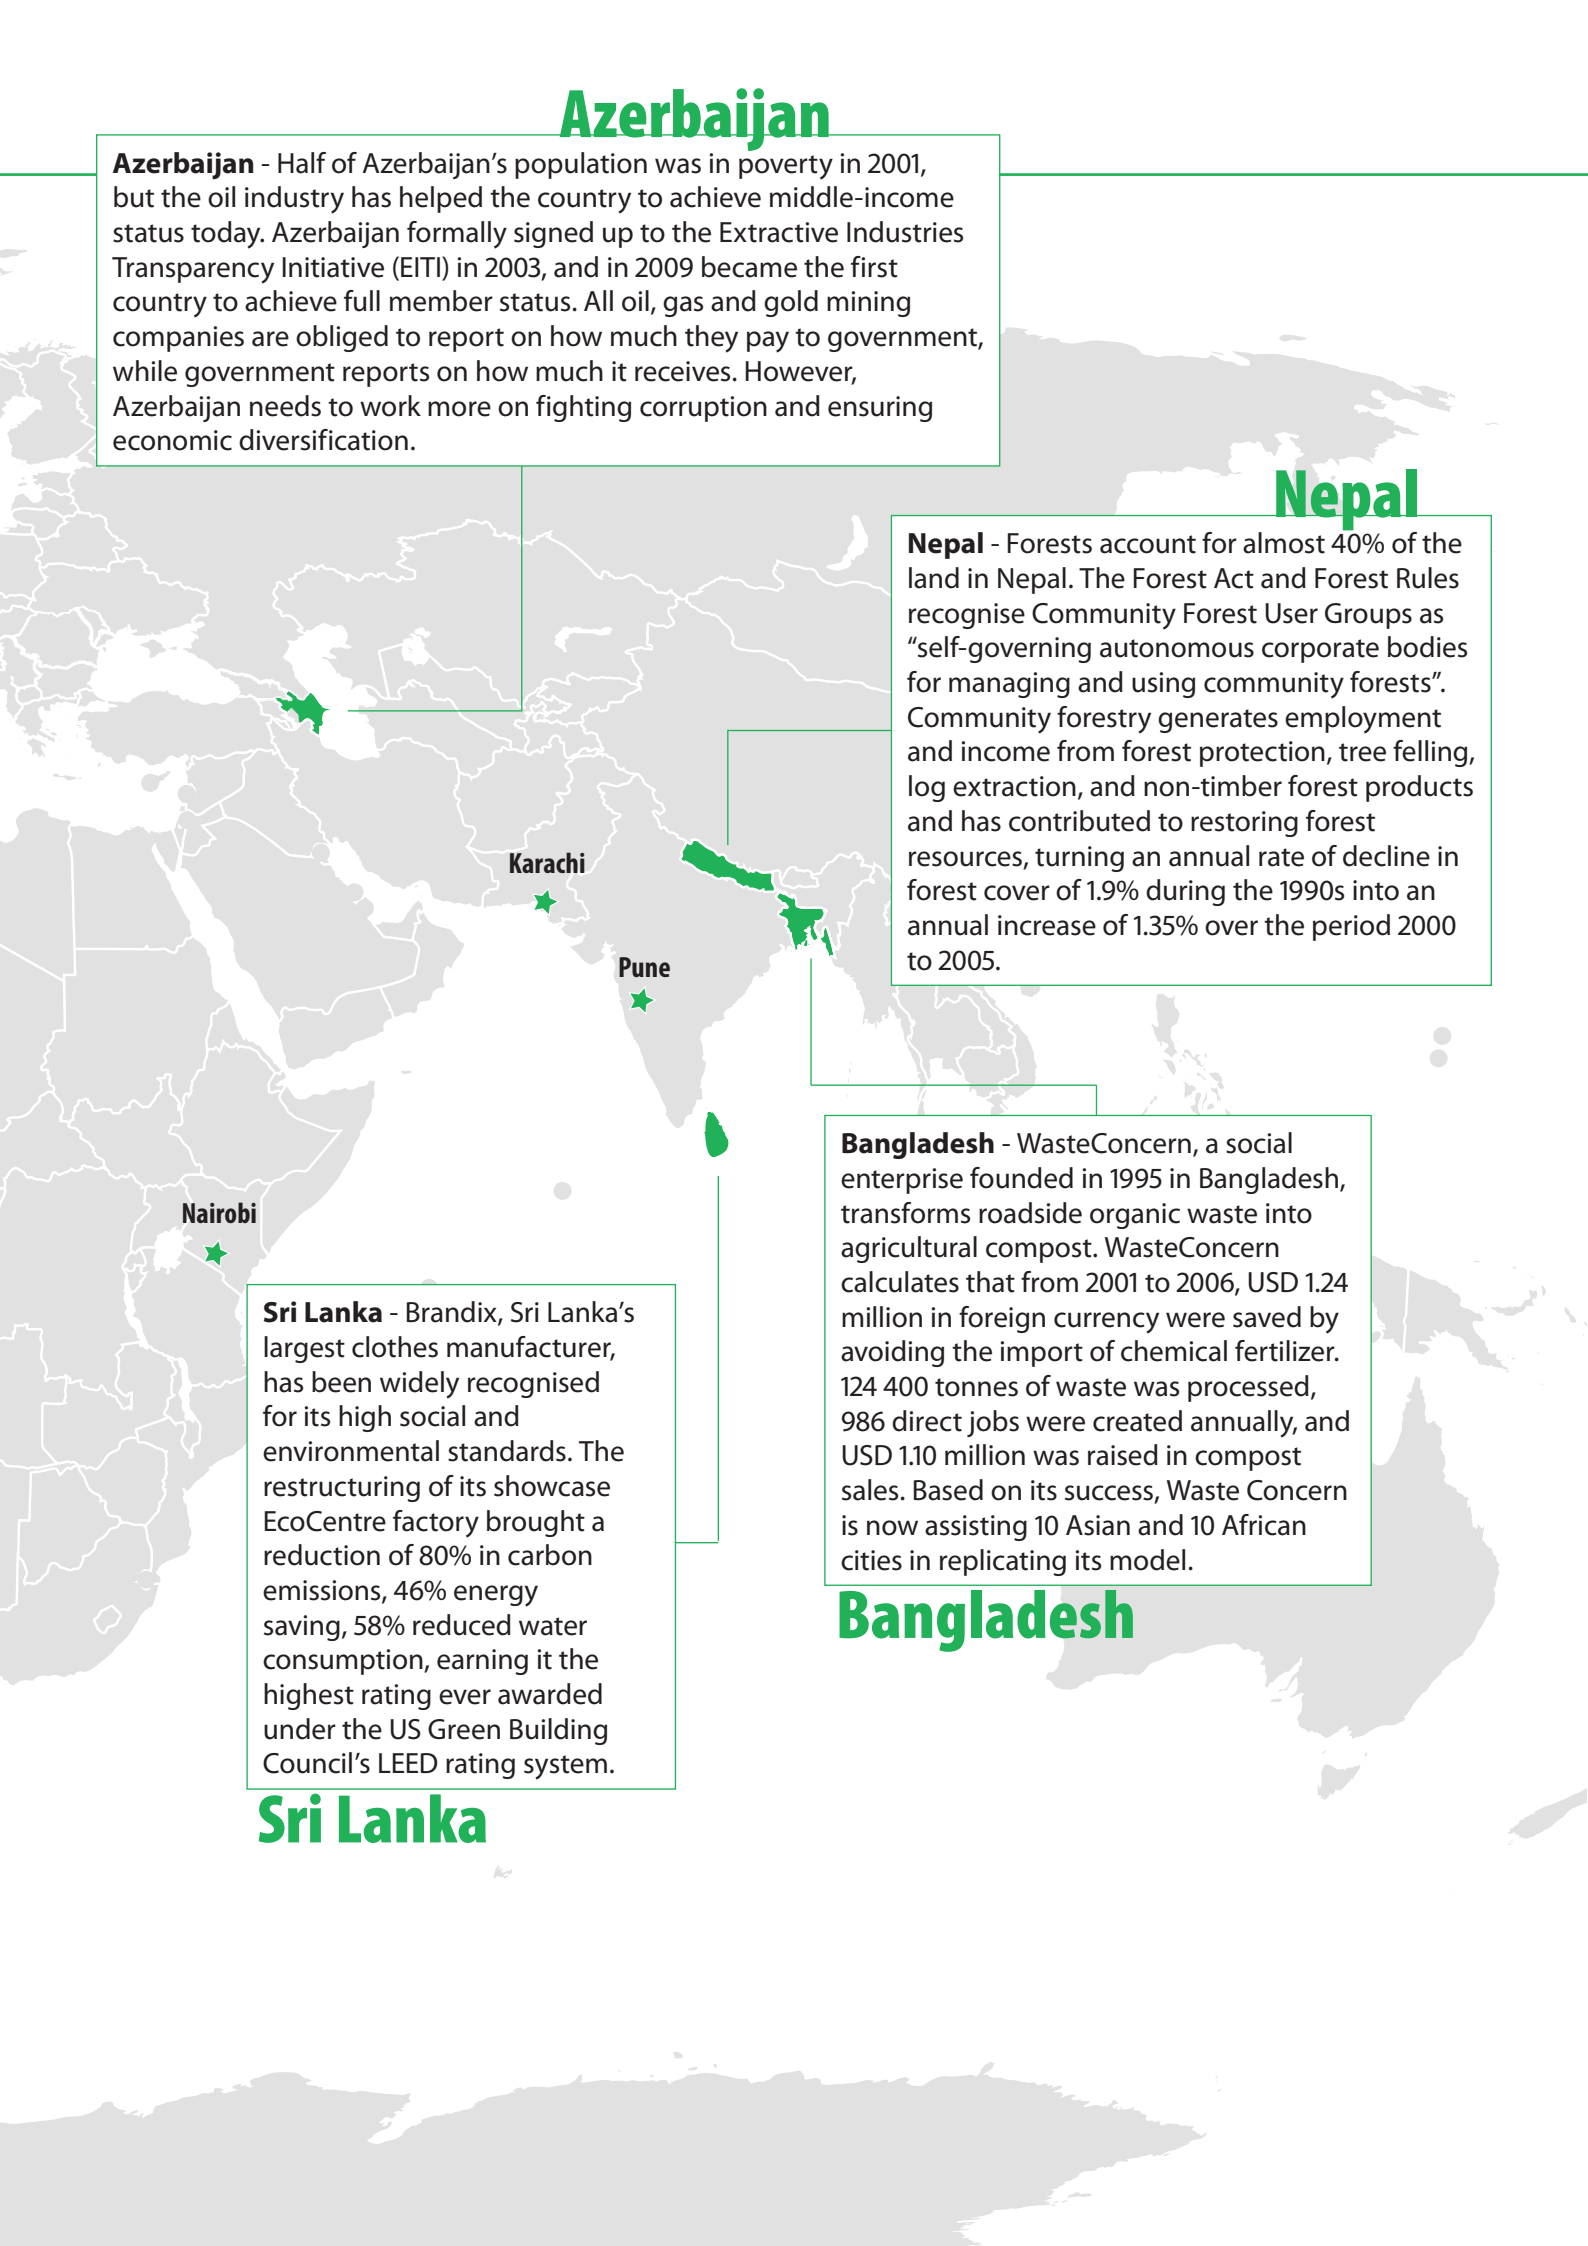 Azerbaijan
Azerbaijan - Half of Azerbaijan’s population was in poverty in 2001,
but the oil industry has helped the country to achieve middle-income
status today. Azerbaijan formally signed up to the Extractive Industries
Transparency Initiative (EITI) in 2003, and in 2009 became the first
country to achieve full member status. All oil, gas and gold mining
companies are obliged to report on how much they pay to government,
while government reports on how much it receives. However,
Azerbaijan needs to work more on fighting corruption and ensuring
economic diversification.
Nepal
Nepal - Forests account for almost 40% of the
land in Nepal. The Forest Act and Forest Rules
recognise Community Forest User Groups as
“self-governing autonomous corporate bodies
for managing and using community forests”.
Community forestry generates employment
and income from forest protection, tree felling,
log extraction, and non-timber forest products
and has contributed to restoring forest
resources, turning an annual rate of decline in
forest cover of 1.9% during the 1990s into an
annual increase of 1.35% over the period 2000
to 2005.
Karachi
Pune
Nairobi
Bangladesh - WasteConcern, a social
enterprise founded in 1995 in Bangladesh,
transforms roadside organic waste into
agricultural compost. WasteConcern
calculates that from 2001 to 2006, USD 1.24
million in foreign currency were saved by
avoiding the import of chemical fertilizer.
124 400 tonnes of waste was processed,
986 direct jobs were created annually, and
USD 1.10 million was raised in compost
sales. Based on its success, Waste Concern
is now assisting 10 Asian and 10 African
cities in replicating its model.
Bangladesh
Sri Lanka - Brandix, Sri Lanka’s
largest clothes manufacturer,
has been widely recognised
for its high social and
environmental standards. The
restructuring of its showcase
EcoCentre factory brought a
reduction of 80% in carbon
emissions, 46% energy
saving, 58% reduced water
consumption, earning it the
highest rating ever awarded
under the US Green Building
Council’s LEED rating system.
Sri Lanka